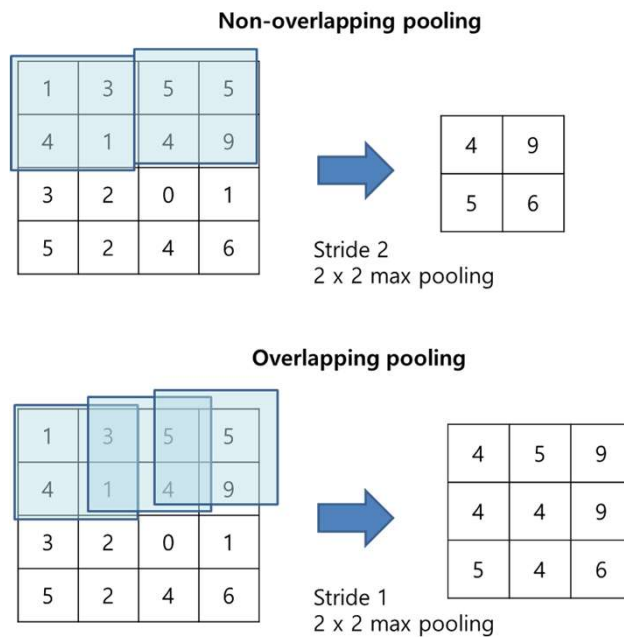 Non-overlapping pooling
1 3 5 5
4 1 4 9
3 2 0 1
5 2 4 6
4 9
5 6
Stride 2
2 x 2 max pooling
Overlapping pooling
1 3 5 5
4 1 4 9
3 2 0 1
5 2 4 6
4 5 9
4 4 9
5 4 6
Stride 1
2 x 2 max pooling